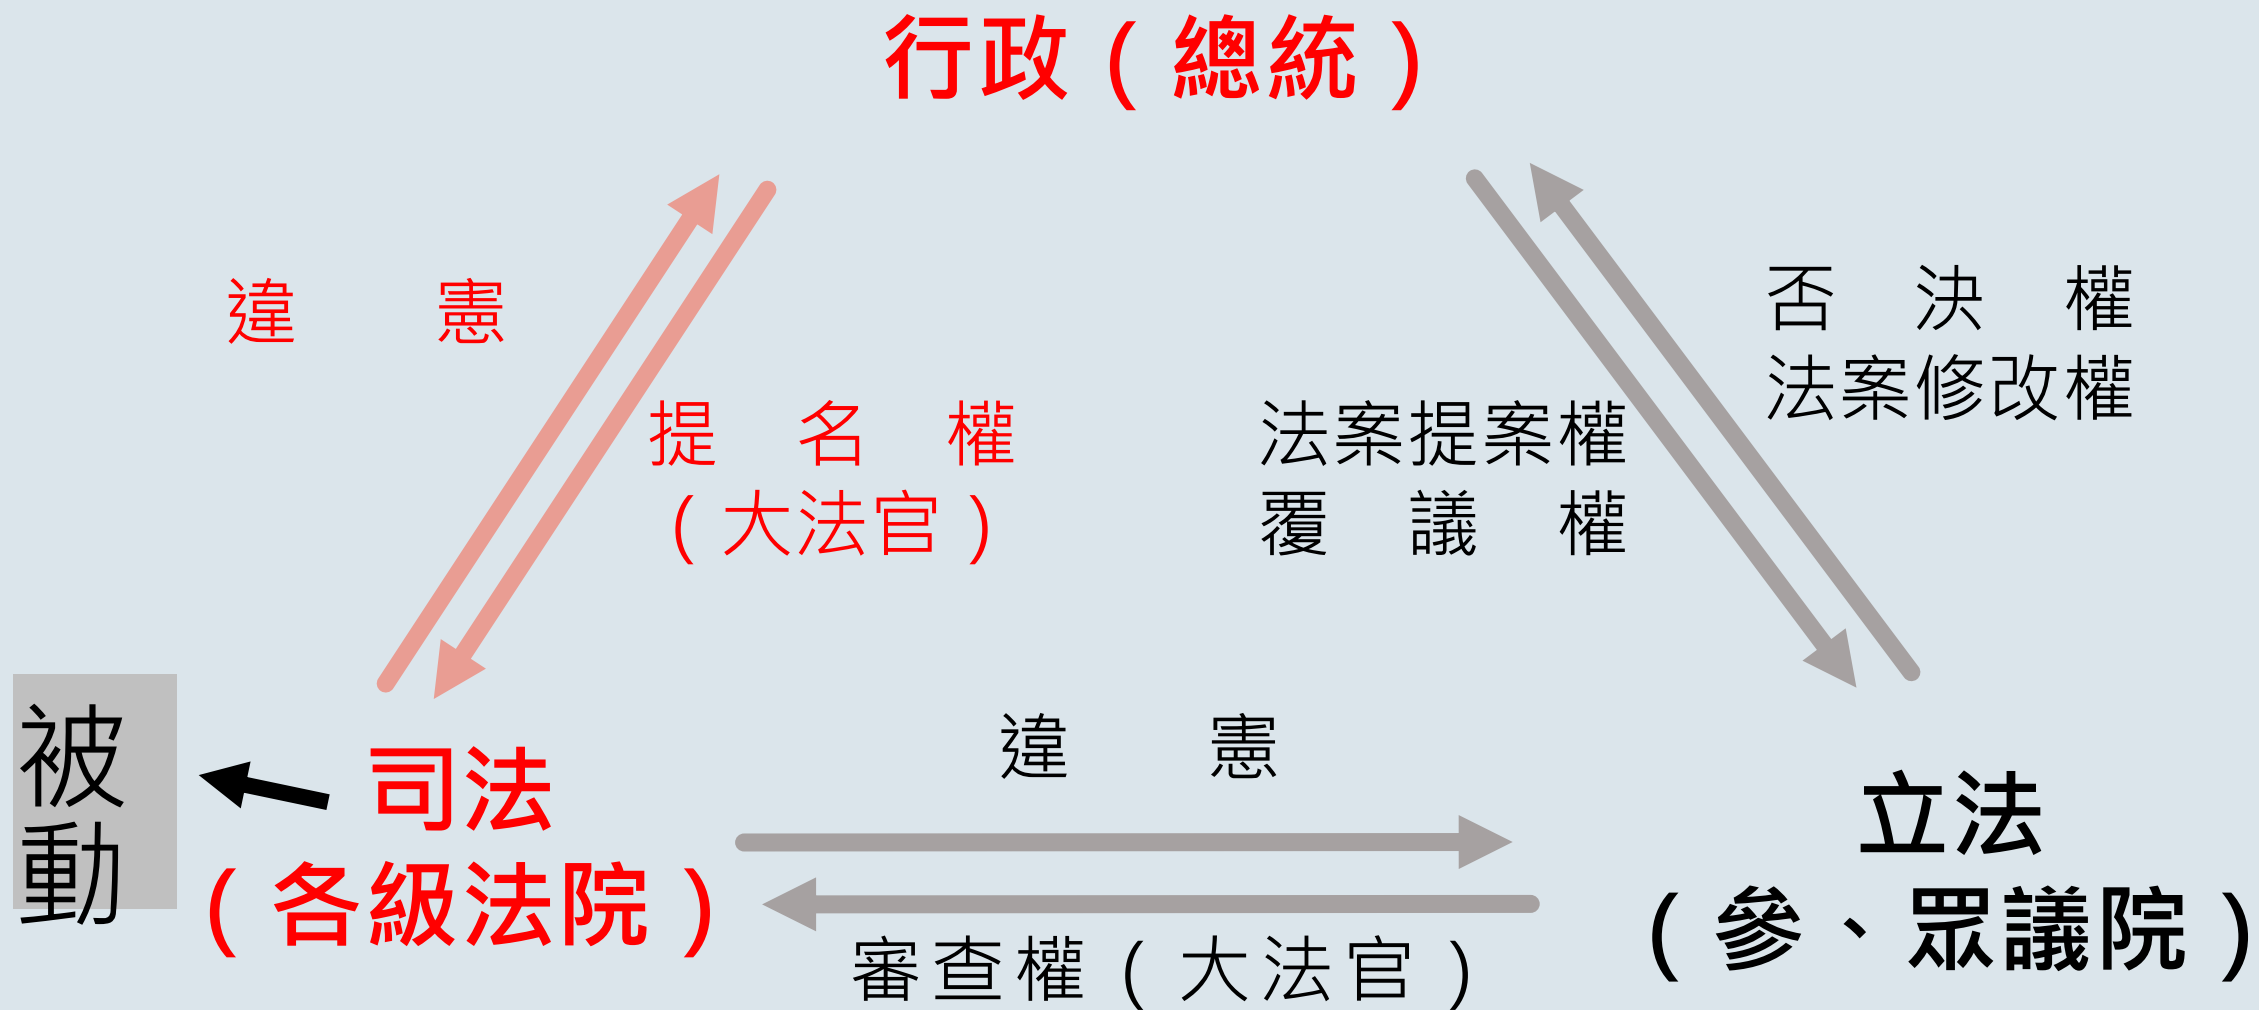 行政(總統)
違憲
提名權
(大法官)
法案提案權
覆議權
否決權
法案修改權
被
動
司法
(各級法院)
違憲
審查權(大法官)
立法
(參、眾議院)